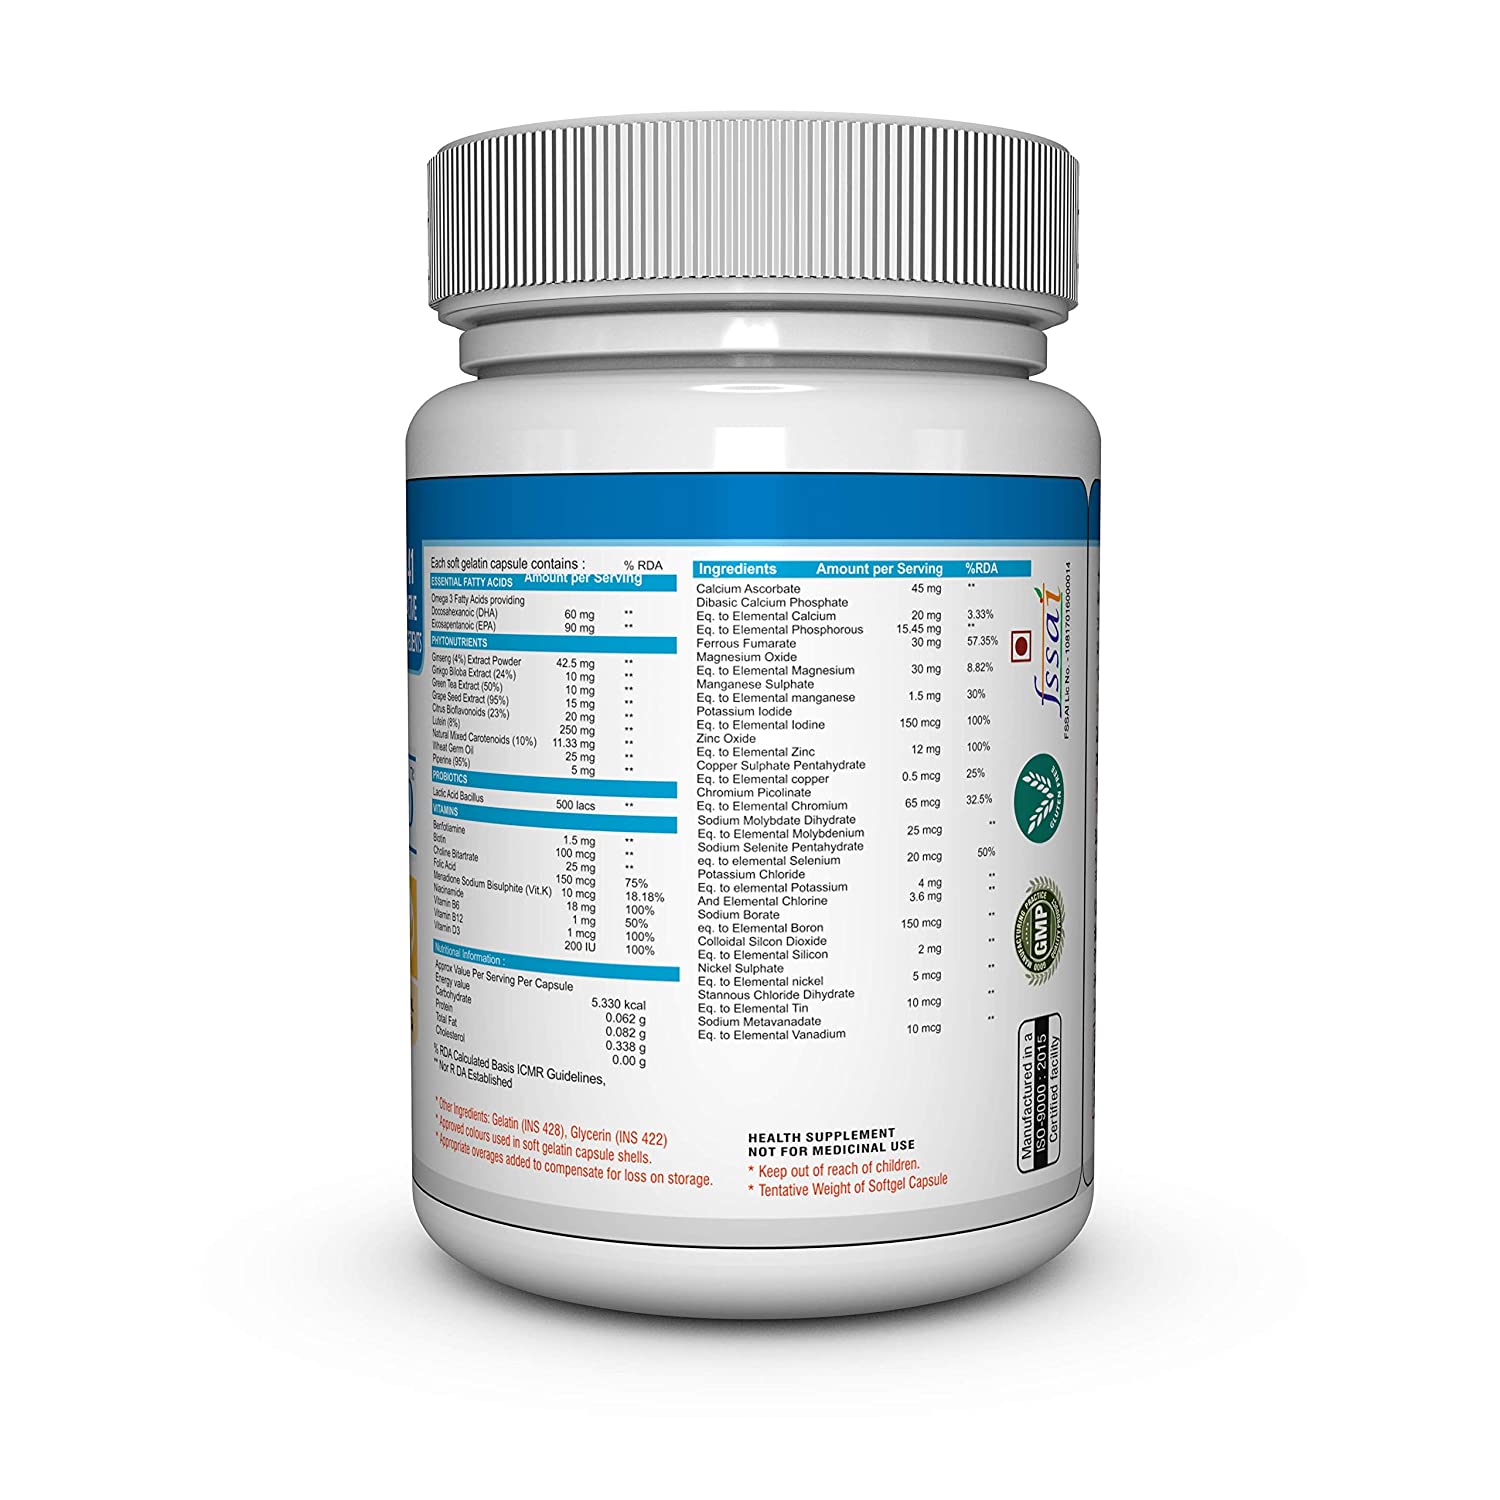 41
Each soft gelatin capsule contains : % RDA
ESSENTIAL FATTY ACIDS Amount per Serving
Omega 3 Fatty Acids providing
Docosahexanoic (DHA) 60 mg **
Eicosapentanoic (EPA) 90 mg **
PHYTONUTRIENTS
Ginseng (4%) Extract Powder 42.5 mg **
Ginkgo Biloba Extract (24%) 10 mg **
Green Tea Extract (50%) 10 mg **
Grape Seed Extract (95%) 15 mg **
Citrus Bioflavonoids (23%) 20 mg **
Lutein (8%) 250 mg **
Natural Mixed Carotenoids (10%) 11.33 mg **
Wheat Germ Oil 25 mg **
Piperine (95%) 5 mg **
PROBIOTICS
Lactic Acid Bacillus 500 lacs **
VITAMINS
Benfotiamine 1.5 mg **
Biotin 100 mcg **
Choline Bitartrate 25 mg **
Folic Acid 150 mcg 75%
Menadione Sodium Bisulphite (Vit.K) 10 mcg 18.18%
Niacinamide 18 mg 100%
Vitamin B6 1 mg 50%
Vitamin B12 1 mcg 100%
Vitamin D3 200 IU 100%
Nutritional Information :
Approx Value Per Serving Per Capsule
Energy value 5.330 kcal
Carbohydrate 0.062 g
Protein 0.082 g
Total Fat 0.338 g
Cholesterol 0.00 g
% RDA Calculated Basis ICMR Guidelines,
** Nor R DA Established
* Other Ingredients: Gelatin (INS 428), Glycerin (INS 422)
* Approved colours used in soft gelatin capsule shells.
* Appropriate overages added to compensate for loss on storage.
Ingredients Amount per Serving %RDA
Calcium Ascorbate 45 mg **
Dibasic Calcium Phosphate
Eq. to Elemental Calcium 20 mg 3.33%
Eq. to Elemental Phosphorous 15.45 mg **
Ferrous Fumarate 30 mg 57.35%
Magnesium Oxide
Eq. to Elemental Magnesium 30 mg 8.82%
Manganese Sulphate
Eq. to Elemental manganese 1.5 mg 30%
Potassium Iodide
Eq. to Elemental Iodine 150 mcg 100%
Zinc Oxide
Eq. to Elemental Zinc 12 mg 100%
Copper Sulphate Pentahydrate
Eq. to Elemental copper 0.5 mcg 25%
Chromium Picolinate
Eq. to Elemental Chromium 65 mcg 32.5%
Sodium Molybdate Dihydrate **
Eq. to Elemental Molybdenium 25 mcg
Sodium Selenite Pentahydrate 50%
eq. to elemental Selenium 20 mcg
Potassium Chloride **
Eq. to elemental Potassium 4 mg **
And Elemental Chlorine 3.6 mg
Sodium Borate **
eq. to Elemental Boron 150 mcg
Colloidal Silcon Dioxide **
Eq. to Elemental Silicon 2 mg
Nickel Sulphate **
Eq. to Elemental nickel 5 mcg
Stannous Chloride Dihydrate **
Eq. to Elemental Tin 10 mcg
Sodium Metavanadate **
Eq. to Elemental Vanadium 10 mcg
HEALTH SUPPLEMENT
NOT FOR MEDICINAL USE
* Keep out of reach of children.
* Tentative Weight of Softgel Capsule
fssai
FSSAI Lic No. - 10817016000014
GLUTEN FREE
GOOD MANUFACTURING PRACTICE
GMP
Manufactured in a
ISO-9000 : 2015
Certified facility